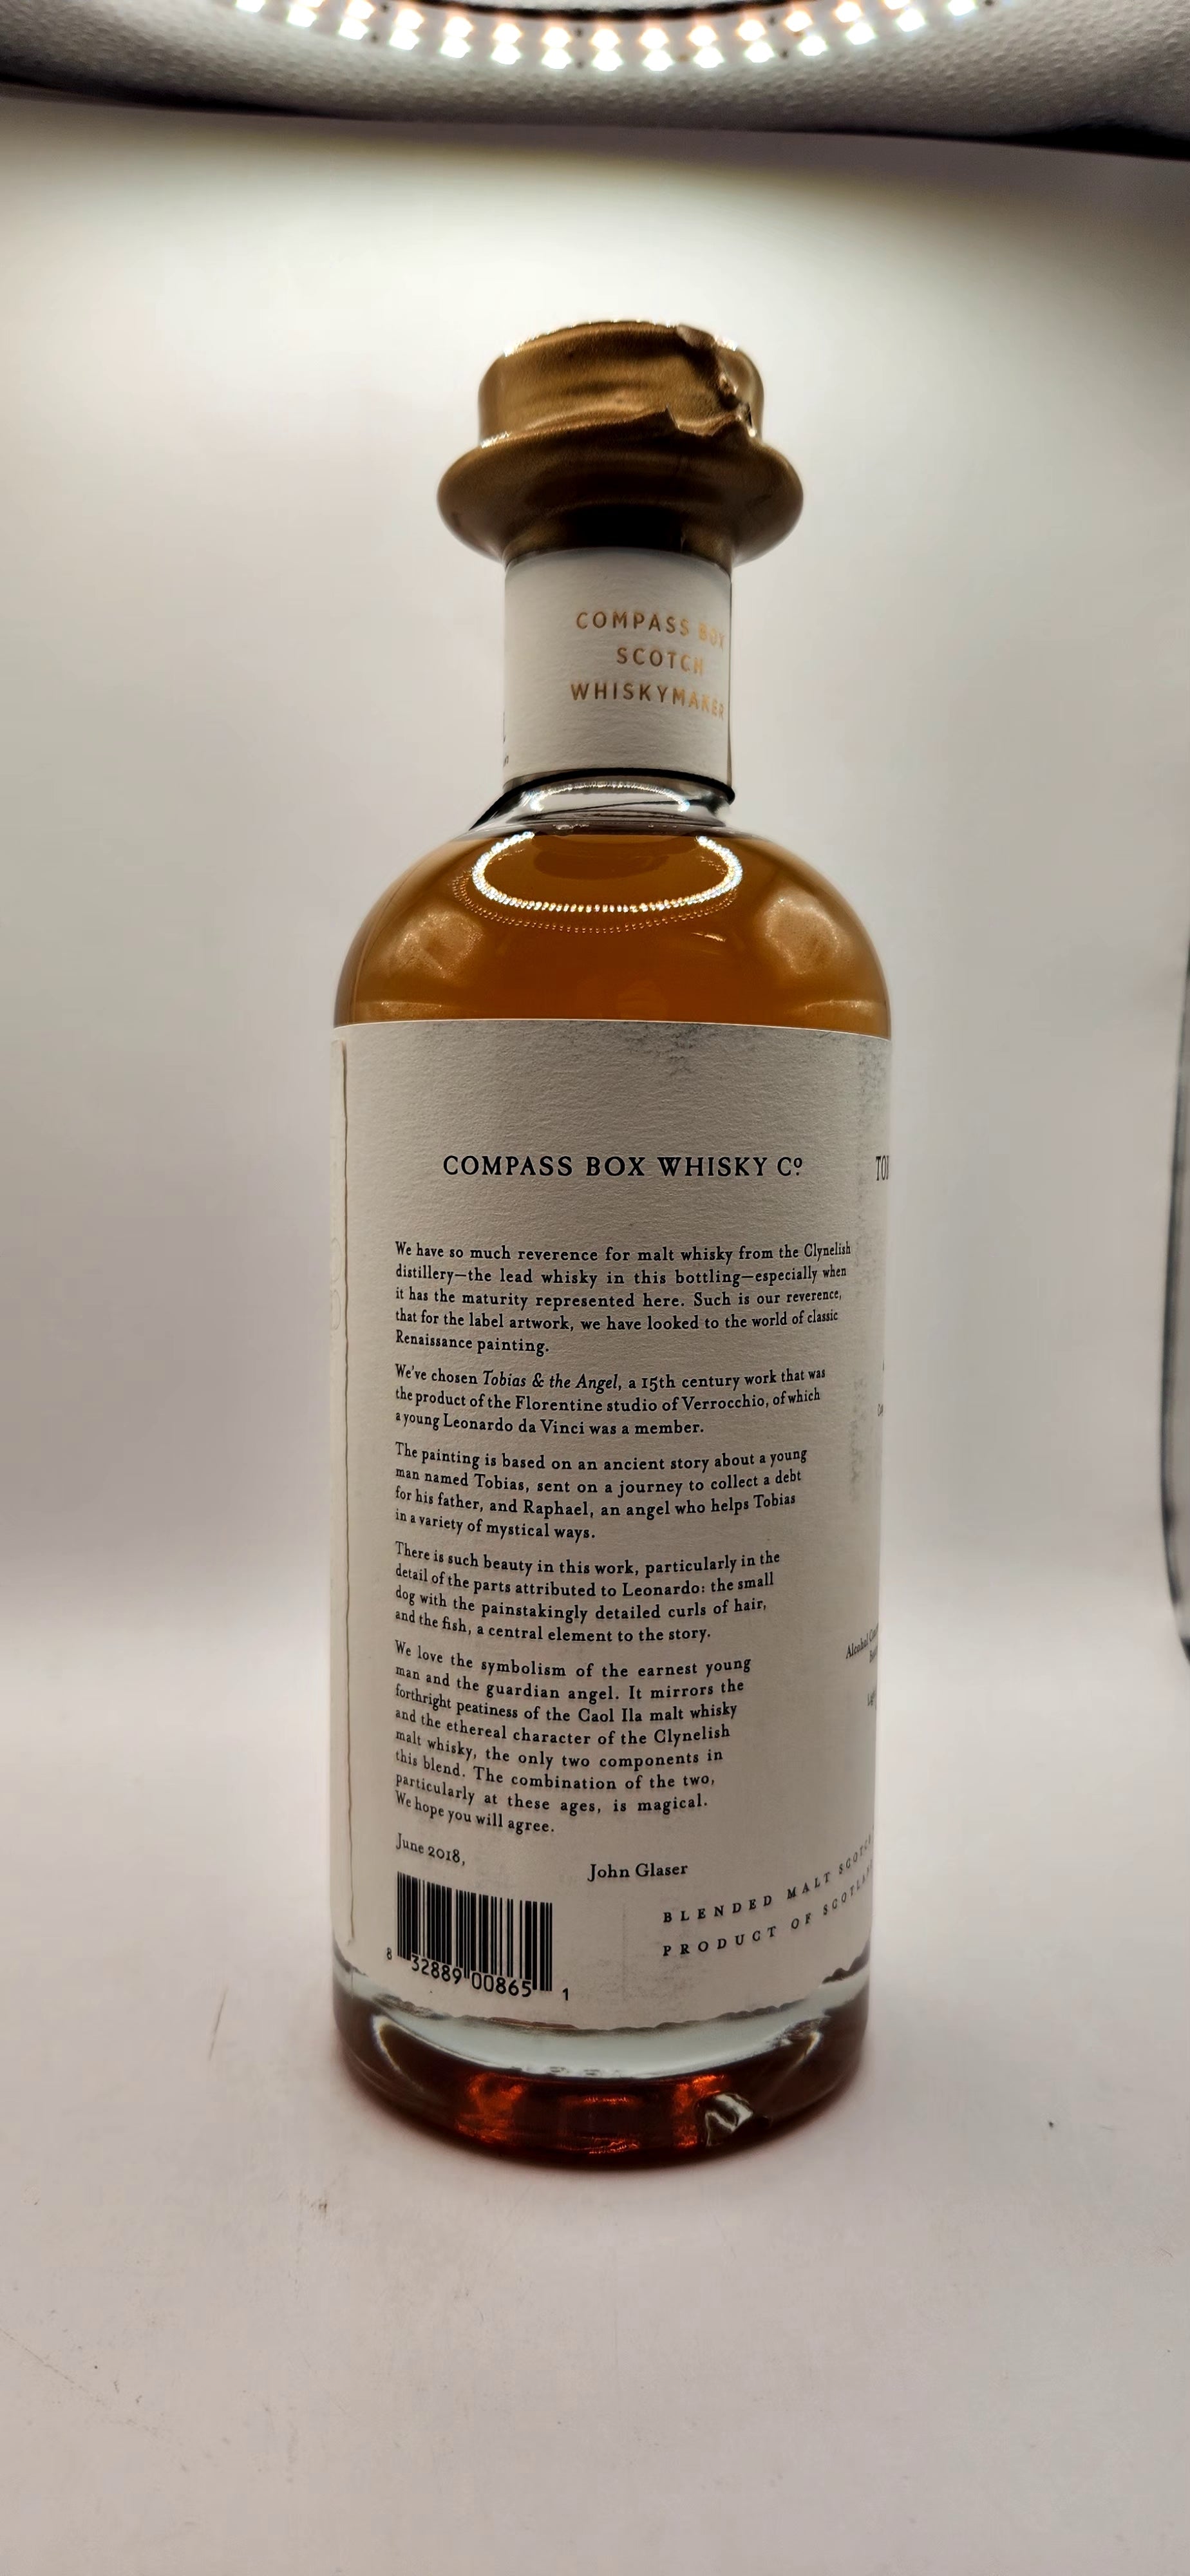 COMPASS BOX
SCOTCH
WHISKYMAKER
COMPASS BOX WHISKY Cº
We have so much reverence for malt whisky from the Clynelish
distillery—the lead whisky in this bottling—especially when
it has the maturity represented here. Such is our reverence,
that for the label artwork, we have looked to the world of classic
Renaissance painting.
We've chosen Tobias & the Angel, a 15th century work that was
the product of the Florentine studio of Verrocchio, of which
a young Leonardo da Vinci was a member.
The painting is based on an ancient story about a young
man named Tobias, sent on a journey to collect a debt
for his father, and Raphael, an angel who helps Tobias
in a variety of mystical ways.
There is such beauty in this work, particularly in the
detail of the parts attributed to Leonardo: the small
dog with the painstakingly detailed curls of hair,
and the fish, a central element to the story.
We love the symbolism of the earnest young
man and the guardian angel. It mirrors the
forthright peatiness of the Caol Ila malt whisky
and the ethereal character of the Clynelish
malt whisky, the only two components in
this blend. The combination of the two,
particularly at these ages, is magical.
We hope you will agree.
June 2018,
John Glaser
8 32889 00865 1
BLENDED MALT SCOTCH
PRODUCT OF
Alcohol